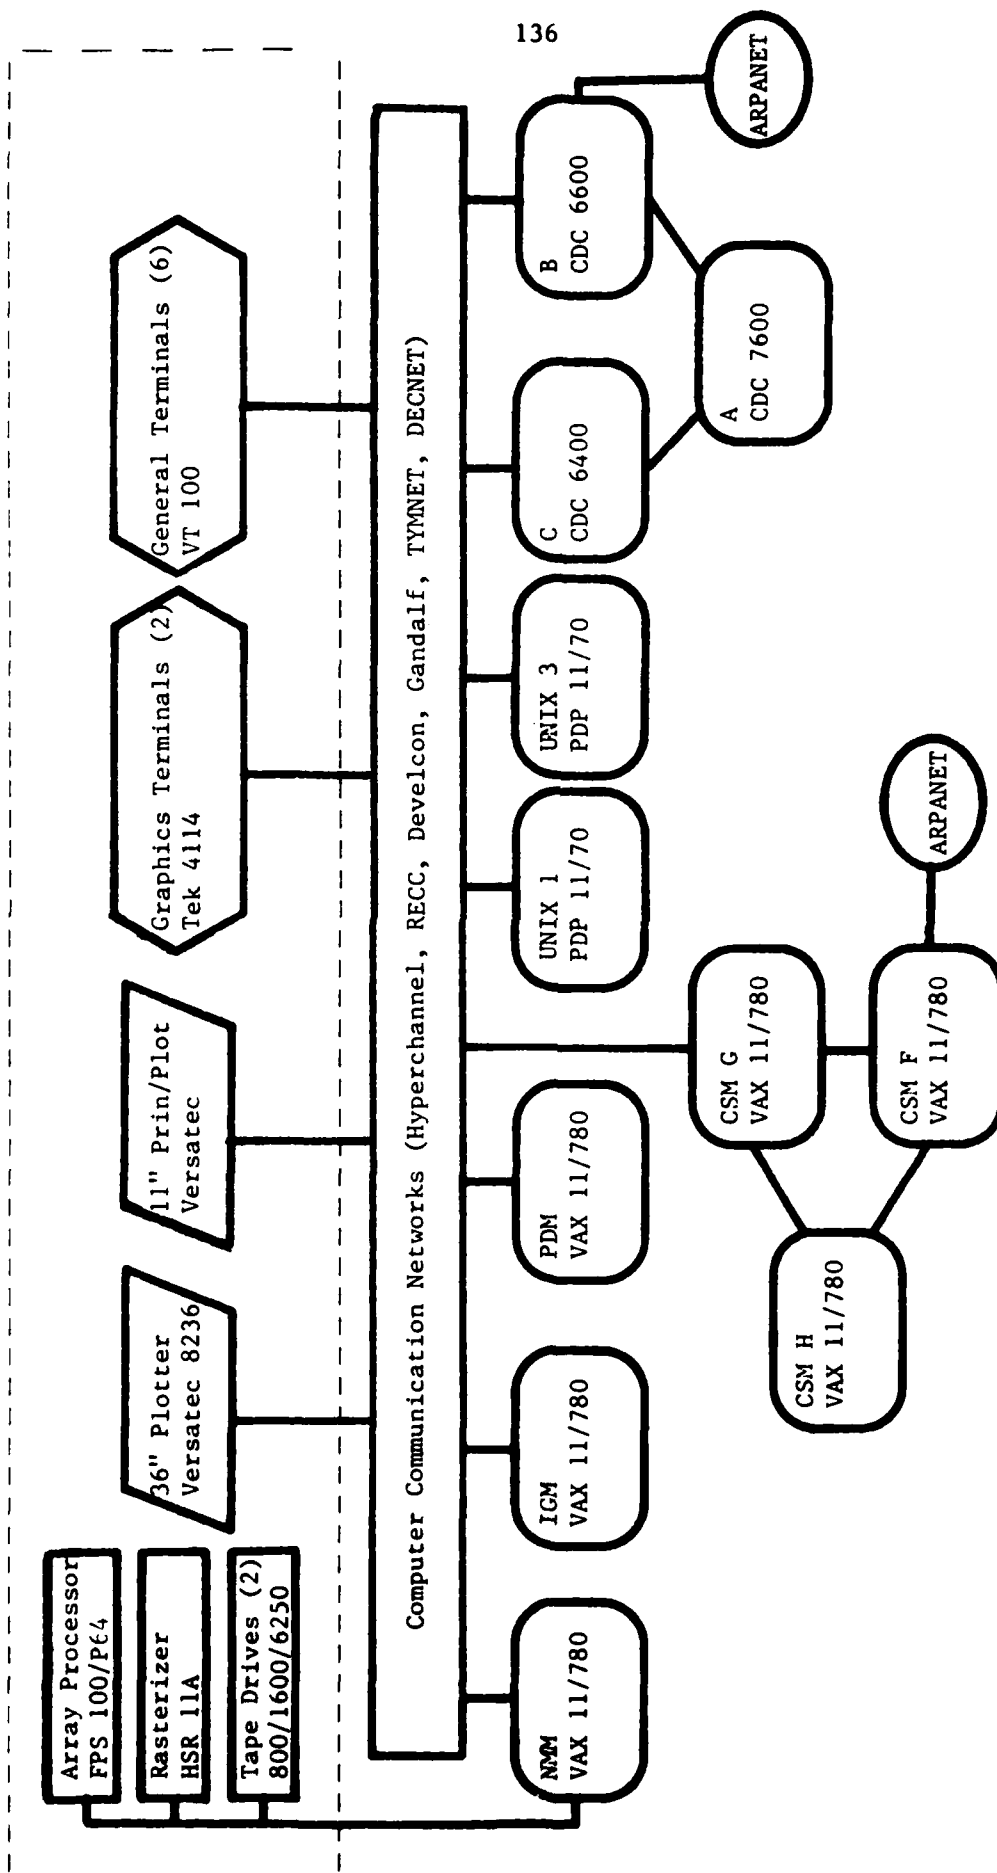 136
Array Processor
FPS 100/P64
Rasterizer
HSR 11A
Tape Drives (2)
800/1600/6250
36" Plotter
Versatec 8236
11" Prin/Plot
Versatec
Graphics Terminals (2)
Tek 4114
General Terminals (6)
VT 100
Computer Communication Networks (Hyperchannel, RECC, Develcon, Gandalf, TYMNET, DECNET)
NMM
VAX 11/780
IGM
VAX 11/780
PDM
VAX 11/780
UNIX 1
PDP 11/70
UNIX 3
PDP 11/70
C
CDC 6400
B
CDC 6600
CSM G
VAX 11/780
A
CDC 7600
ARPANET
CSM H
VAX 11/780
CSM F
VAX 11/780
ARPANET